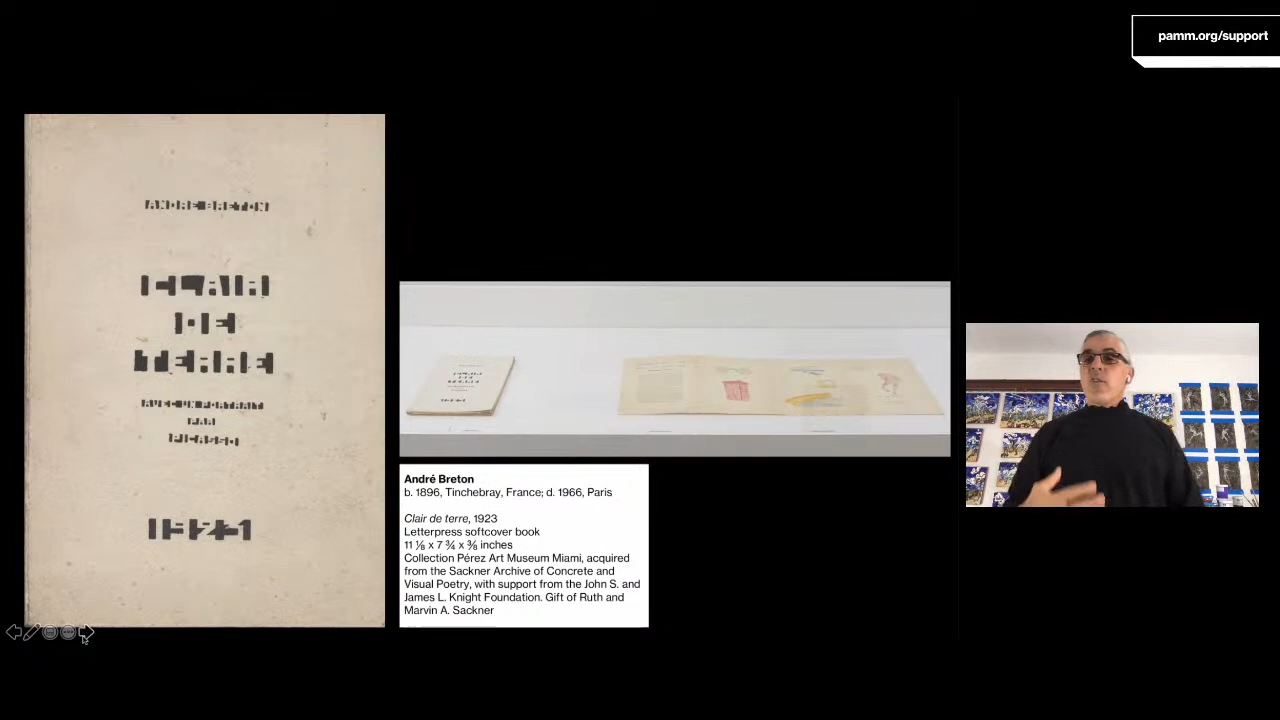 pamm.org/support
ANDRÉ BRETON
CLAIR
DE
TERRE
AVEC UN PORTRAIT
PAR
PICASSO
André Breton
b. 1896, Tinchebray, France; d. 1966, Paris
Clair de terre, 1923
Letterpress softcover book
11 ⅛ x 7 ¾ x ⅜ inches
Collection Pérez Art Museum Miami, acquired
from the Sackner Archive of Concrete and
Visual Poetry, with support from the John S. and
James L. Knight Foundation. Gift of Ruth and
Marvin A. Sackner